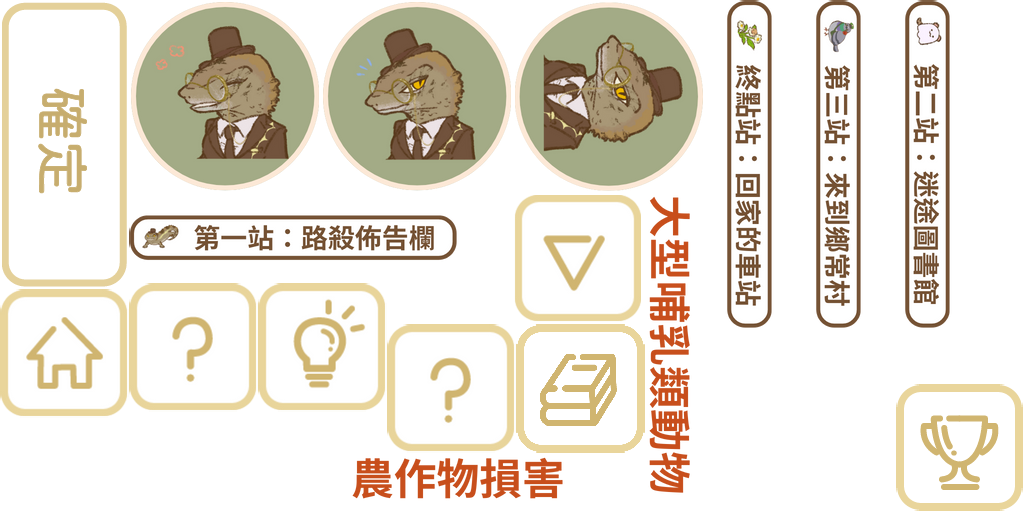 確定
第一站：路殺佈告欄
大型哺乳類動物
農作物損害
終點站：回家的車站
第三站：來到鄉常村
第二站：迷途圖書館
?
?